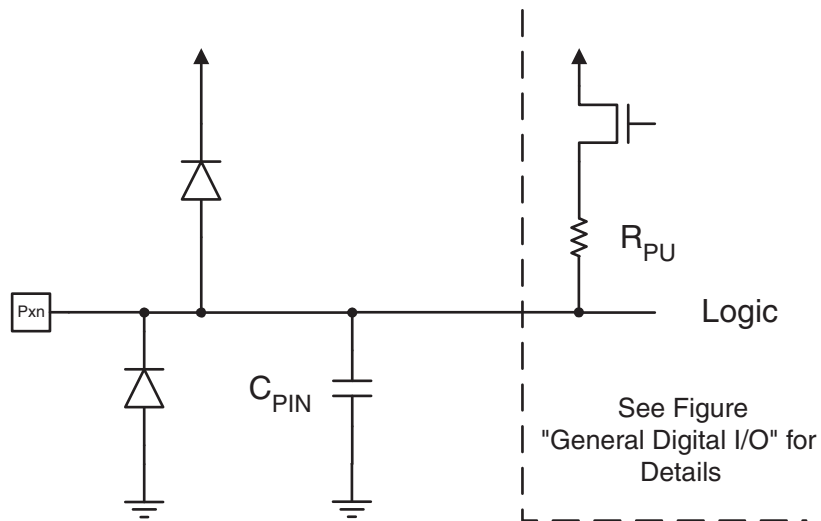 R_PU
Pxn
Logic
C_PIN
See Figure
"General Digital I/O" for
Details